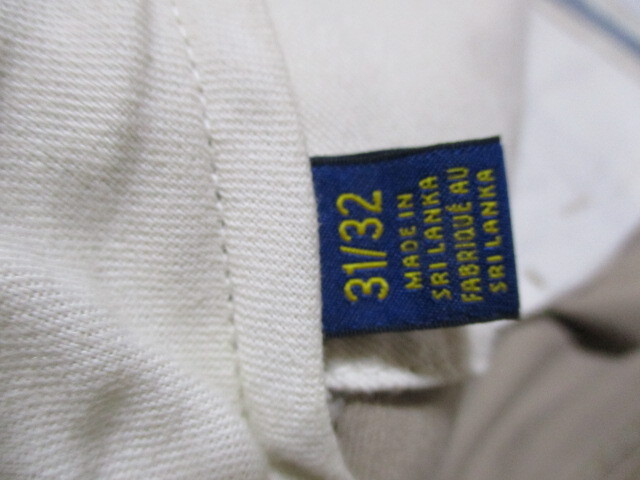 31/32
MADE IN
SRI LANKA
FABRIQUÉ AU
SRI LANKA